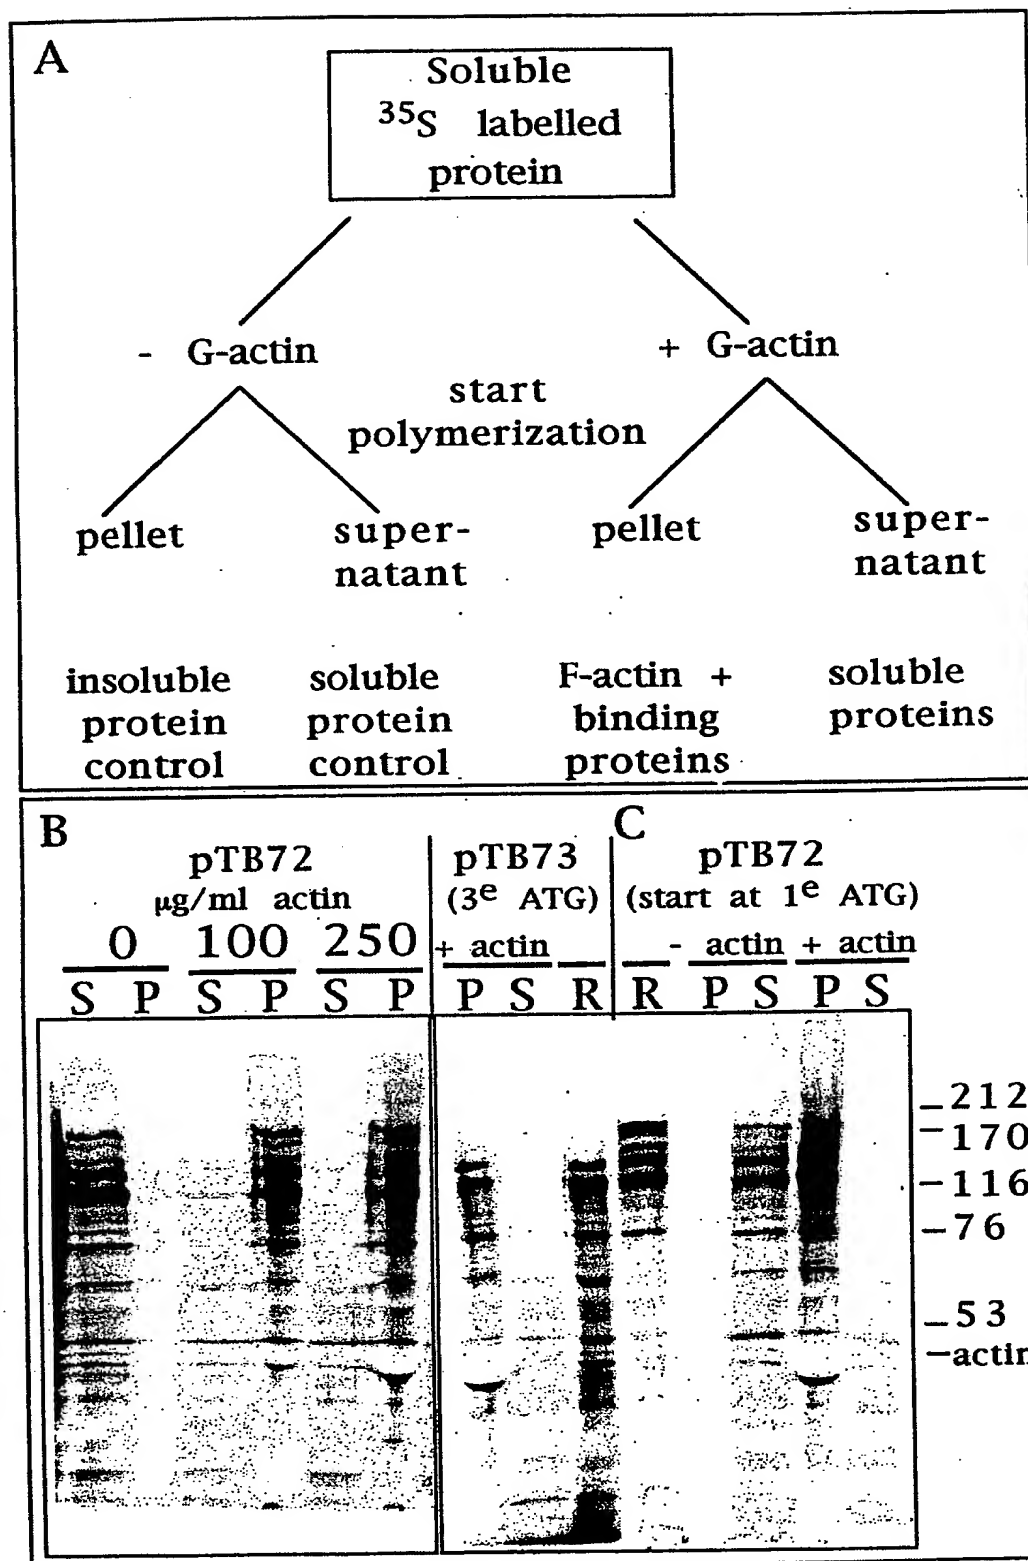 A
Soluble
35S labelled
protein
- G-actin
+ G-actin
start
polymerization
pellet
super-
natant
pellet
super-
natant
insoluble
protein
control
soluble
protein
control
F-actin +
binding
proteins
soluble
proteins
B
pTB72
µg/ml actin
0 100 250
S P S P S P
pTB73
(3e ATG)
+ actin
P S R
C
pTB72
(start at 1e ATG)
- actin + actin
R P S P S
212
170
116
76
53
actin